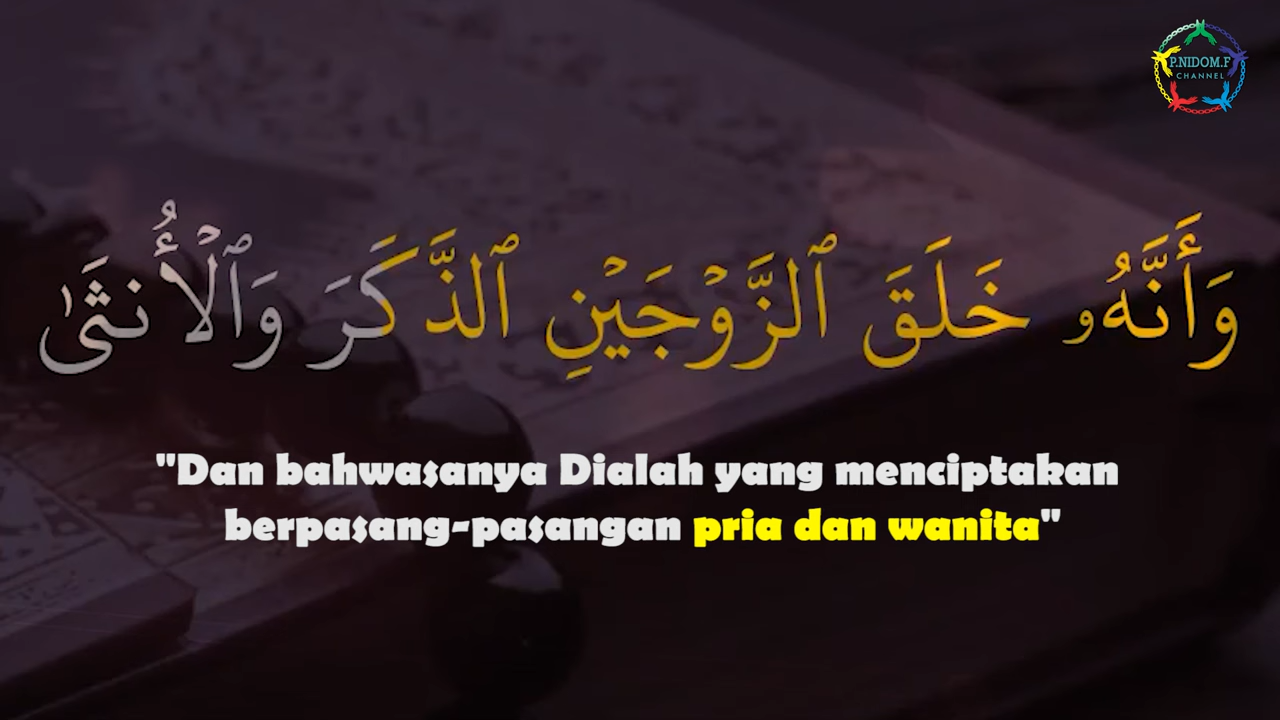 P.NIDOM.F
CHANNEL
وَأَنَّهُۥ خَلَقَ ٱلزَّوْجَيْنِ ٱلذَّكَرَ وَٱلْأُنثَىٰ
"Dan bahwasanya Dialah yang menciptakan
berpasang-pasangan pria dan wanita"